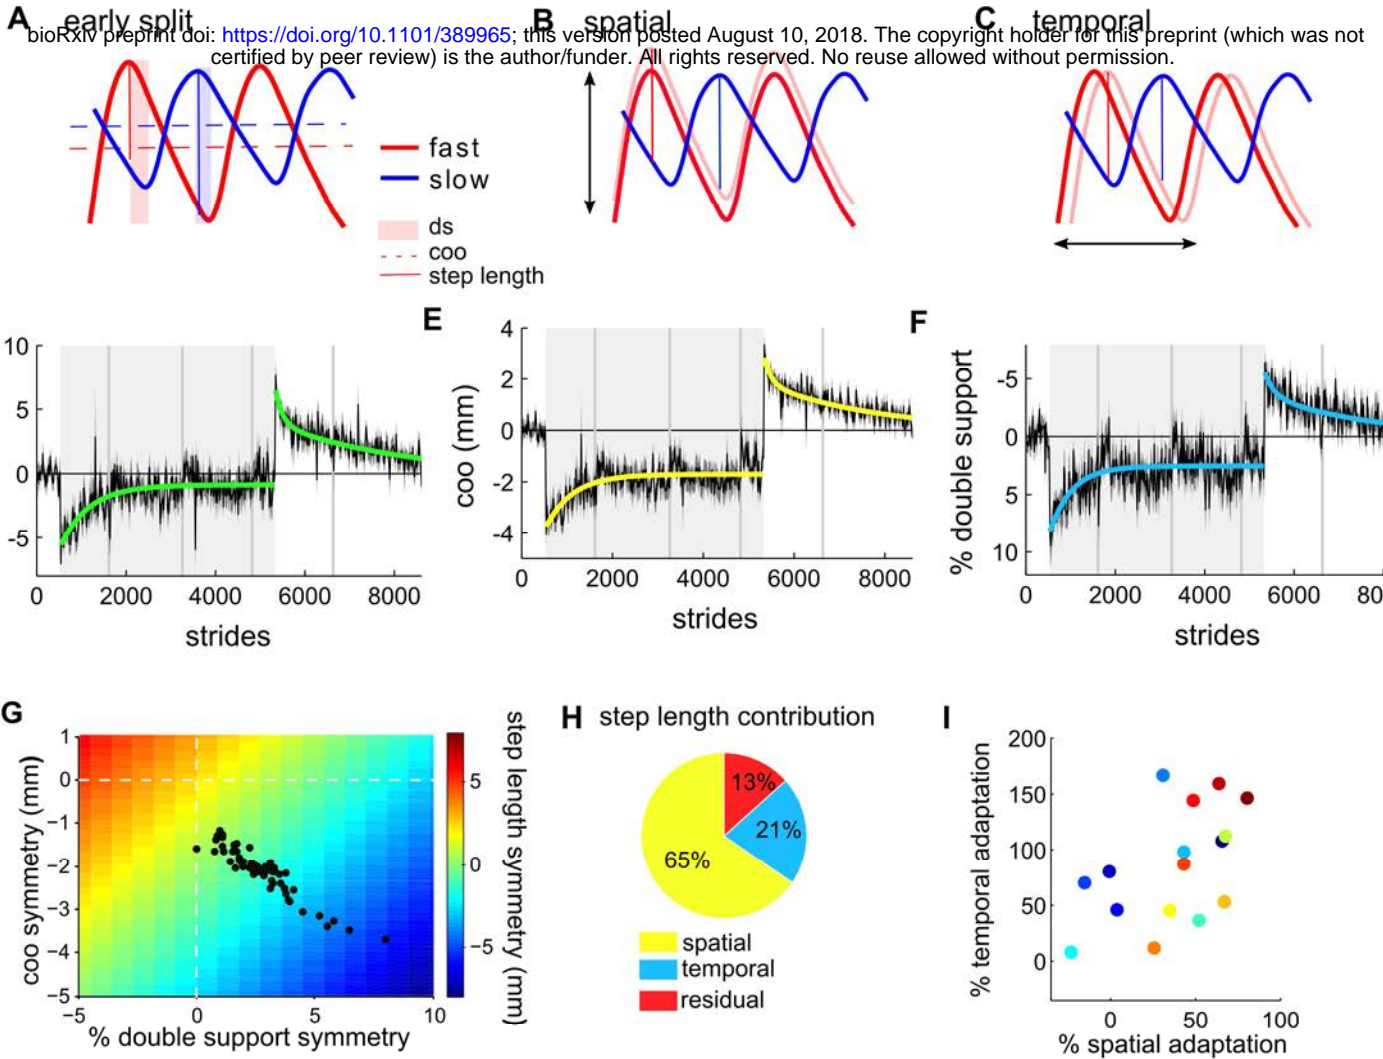 A early split
B spatial
C temporal
bioRxiv preprint doi: https://doi.org/10.1101/389965; this version posted August 10, 2018. The copyright holder for this preprint (which was not
certified by peer review) is the author/funder. All rights reserved. No reuse allowed without permission.
fast
slow
ds
coo
step length
10
5
0
-5
0 2000 4000 6000 8000
strides
E
4
2
0
-2
-4
coo (mm)
0 2000 4000 6000 8000
strides
F
-5
0
5
10
% double support
0 2000 4000 6000 80
strides
G
1
0
−1
−2
−3
−4
−5
coo symmetry (mm)
−5 0 5 10
% double support symmetry
5
0
−5
step length symmetry (mm)
H step length contribution
13%
21%
65%
spatial
temporal
residual
I
200
150
100
50
0
% temporal adaptation
0 50 100
% spatial adaptation